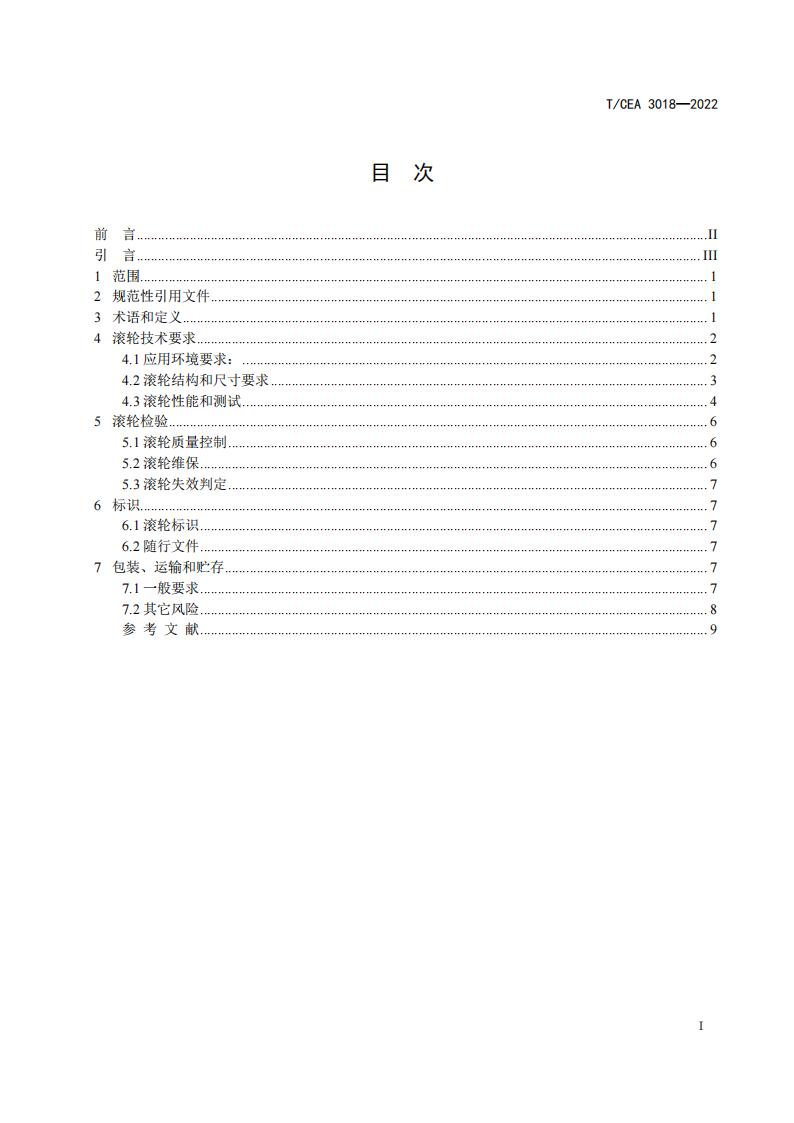 T/CEA 3018—2022
目 次
前 言........II
引 言........III
1 范围........1
2 规范性引用文件........1
3 术语和定义........1
4 滚轮技术要求........2
4.1 应用环境要求：........2
4.2 滚轮结构和尺寸要求........3
4.3 滚轮性能和测试........4
5 滚轮检验........6
5.1 滚轮质量控制........6
5.2 滚轮维保........6
5.3 滚轮失效判定........7
6 标识........7
6.1 滚轮标识........7
6.2 随行文件........7
7 包装、运输和贮存........7
7.1 一般要求........7
7.2 其它风险........8
参 考 文 献........9
I